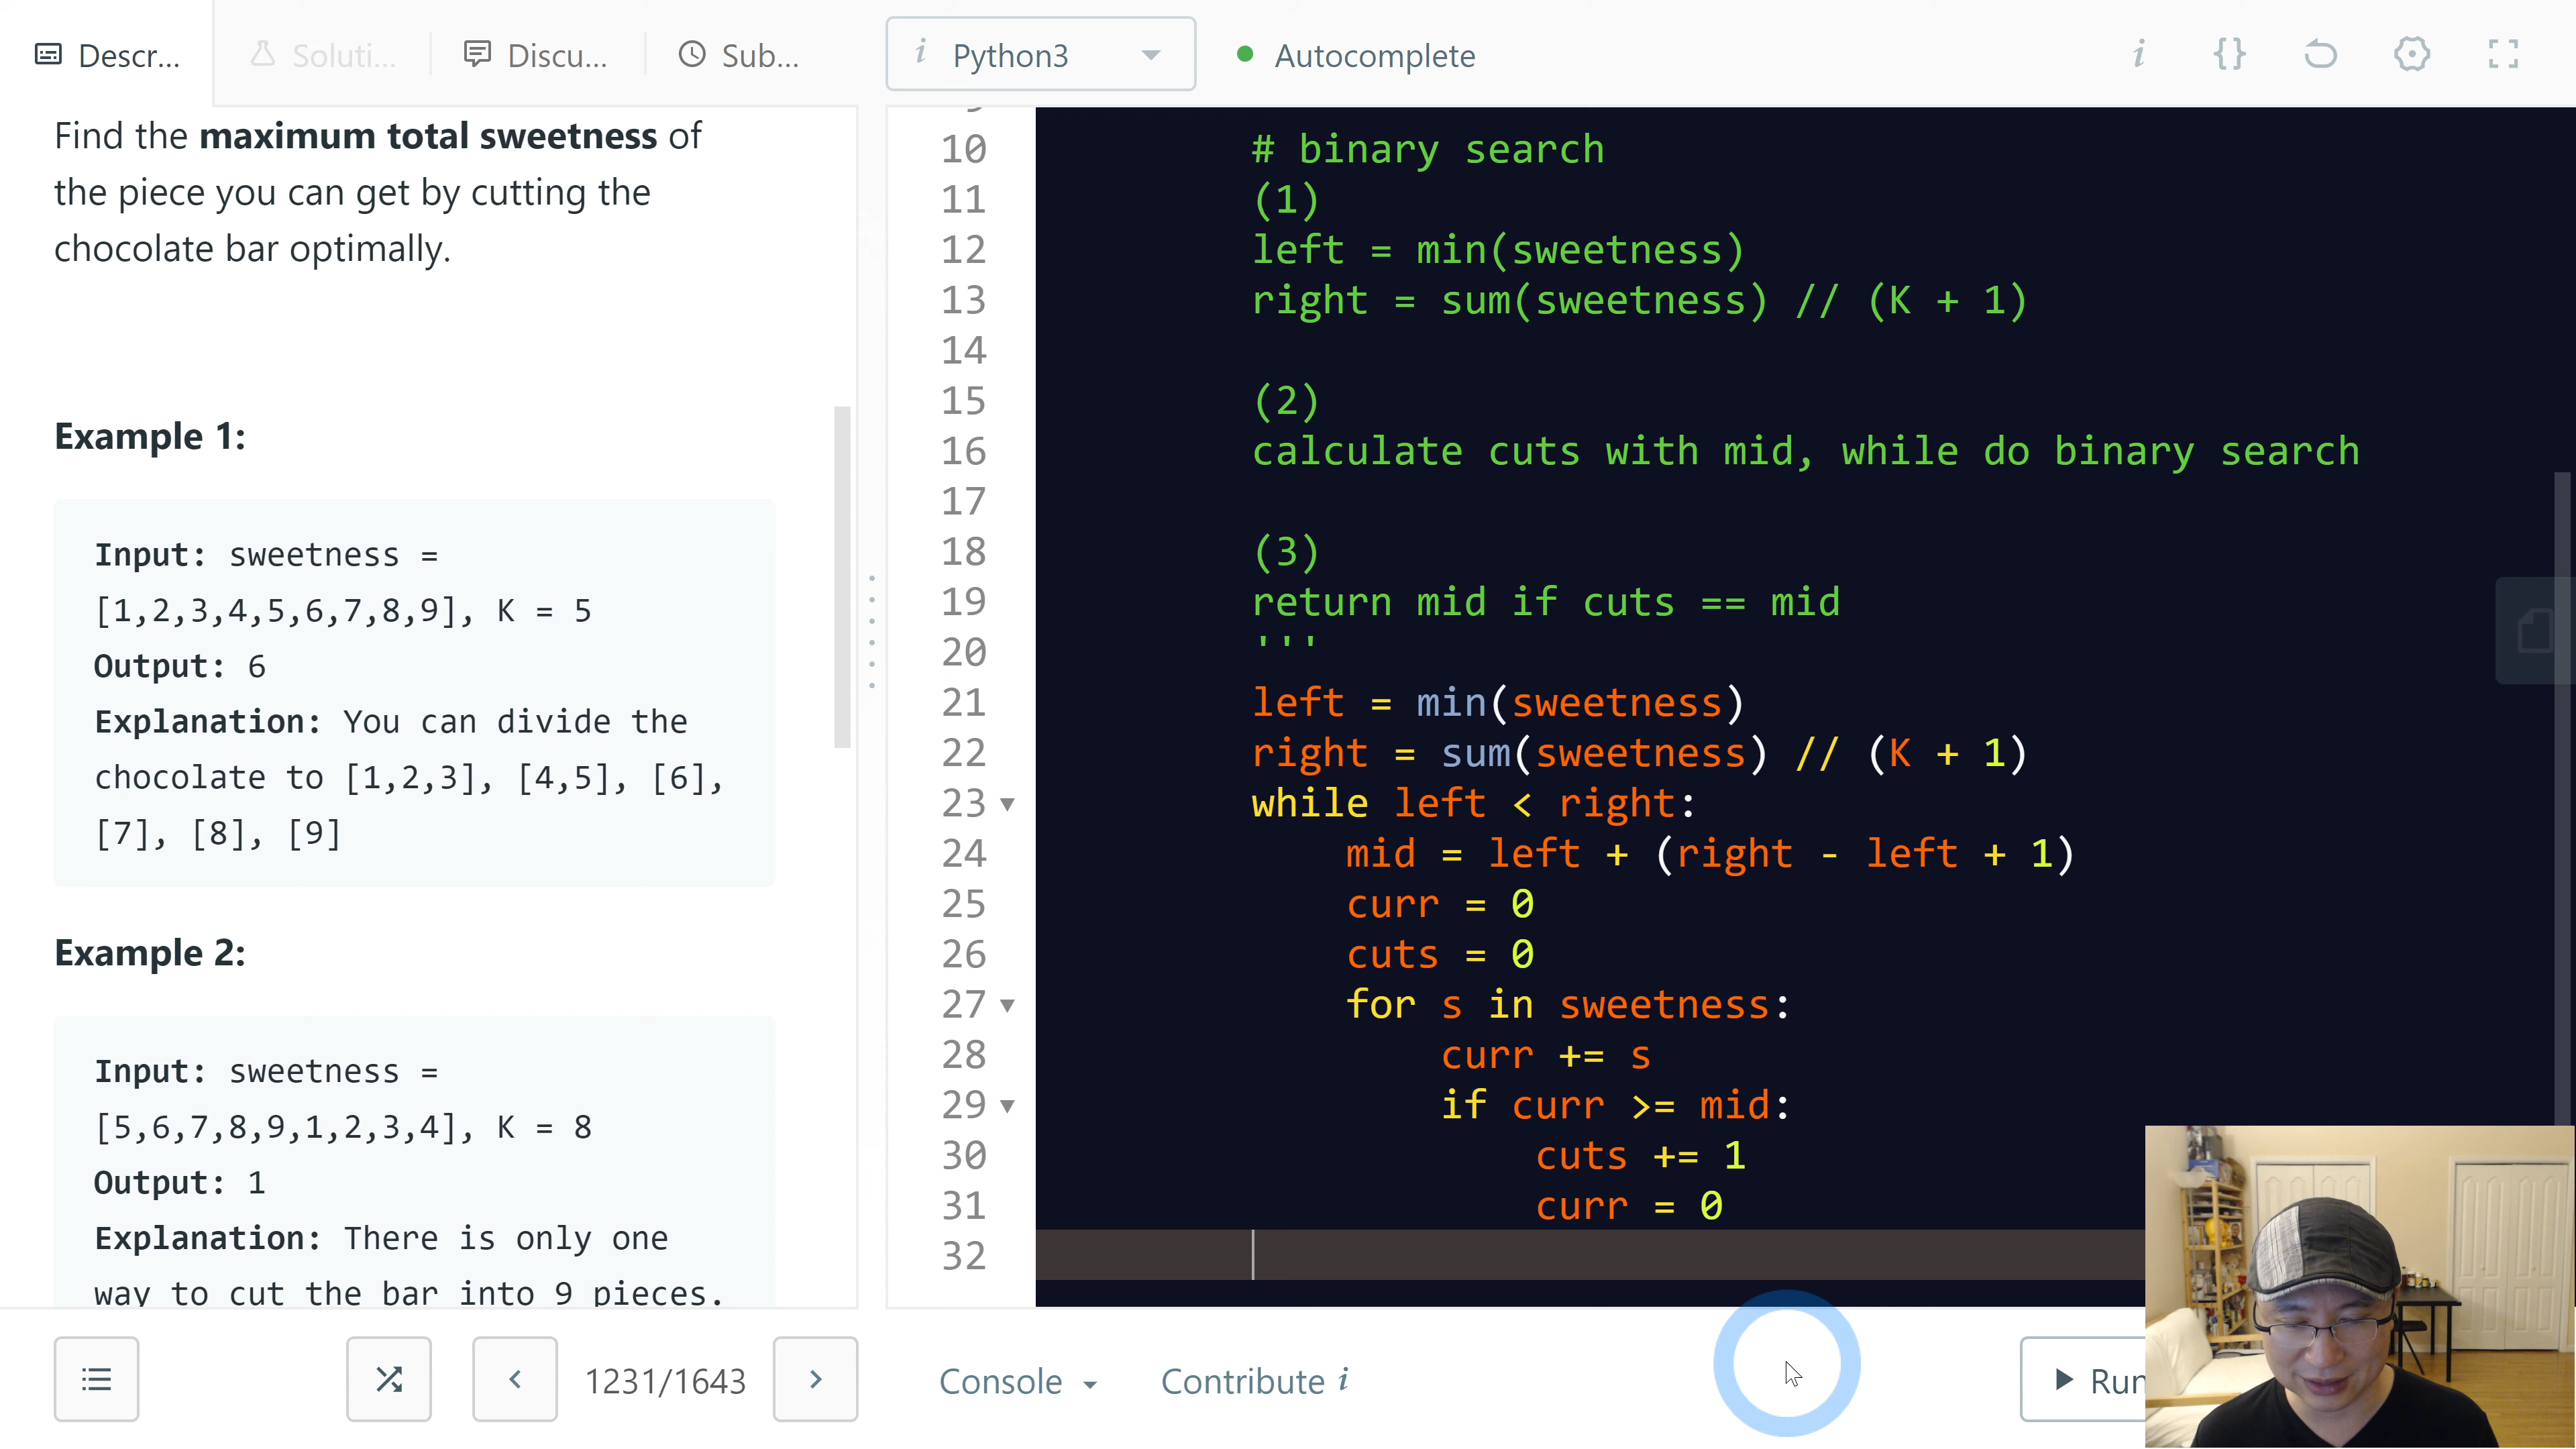 Descr...
Soluti...
Discu...
Sub...
i Python3
Autocomplete
i
{}
Find the maximum total sweetness of
the piece you can get by cutting the
chocolate bar optimally.
Example 1:
Input: sweetness =
[1,2,3,4,5,6,7,8,9], K = 5
Output: 6
Explanation: You can divide the
chocolate to [1,2,3], [4,5], [6],
[7], [8], [9]
Example 2:
Input: sweetness =
[5,6,7,8,9,1,2,3,4], K = 8
Output: 1
Explanation: There is only one
way to cut the bar into 9 pieces.
10 # binary search
11 (1)
12 left = min(sweetness)
13 right = sum(sweetness) // (K + 1)
14
15 (2)
16 calculate cuts with mid, while do binary search
17
18 (3)
19 return mid if cuts == mid
20 '''
21 left = min(sweetness)
22 right = sum(sweetness) // (K + 1)
23 while left < right:
24 mid = left + (right - left + 1)
25 curr = 0
26 cuts = 0
27 for s in sweetness:
28 curr += s
29 if curr >= mid:
30 cuts += 1
31 curr = 0
32
1231/1643
Console
Contribute i
Run